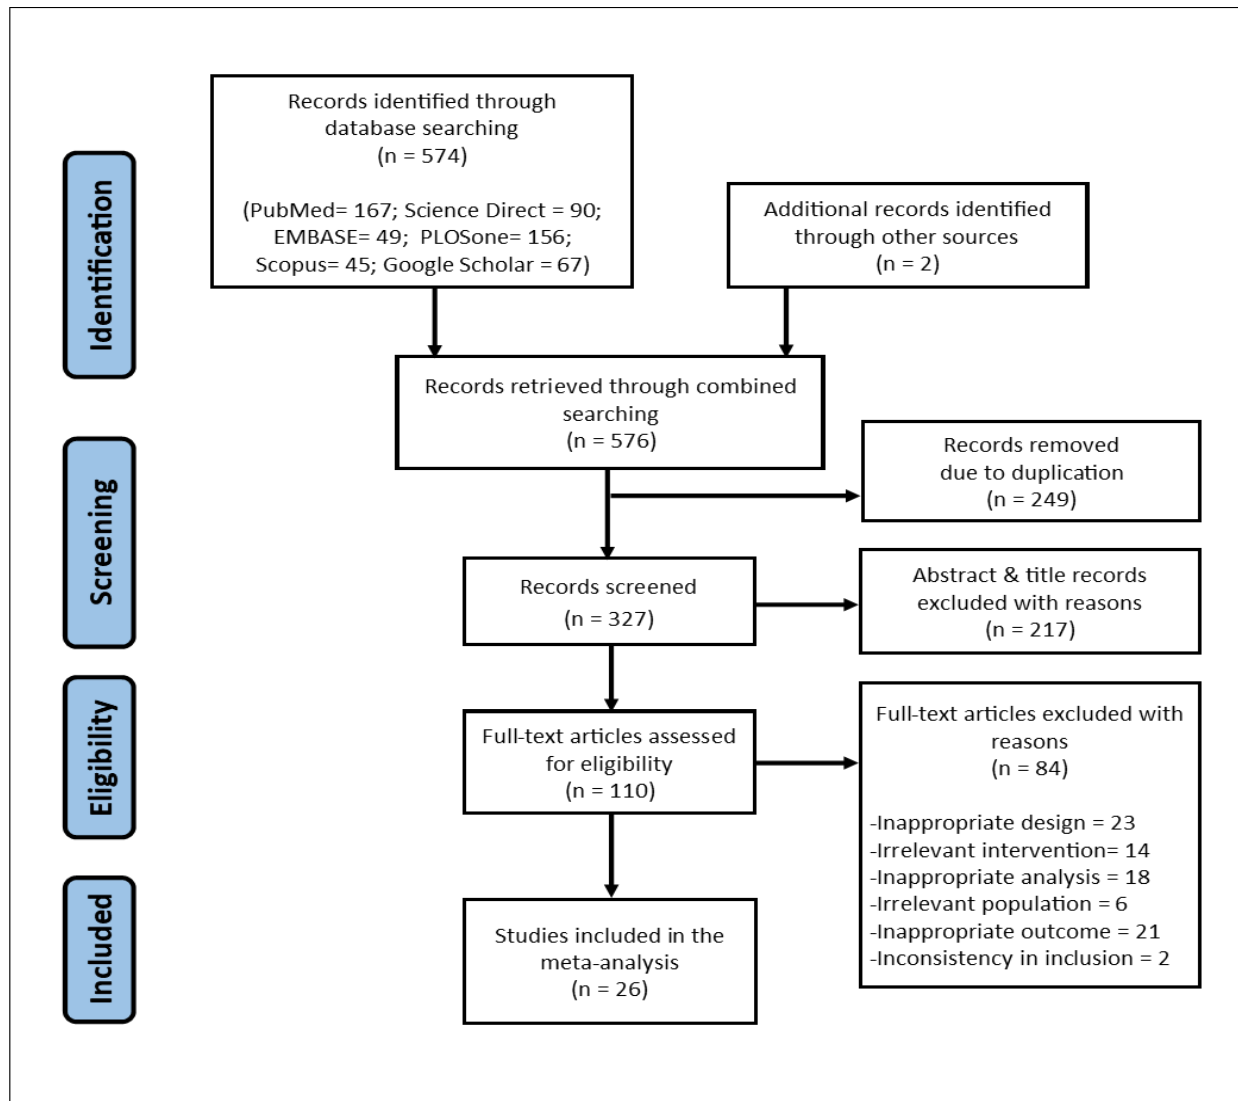 Identification
Records identified through
database searching
(n = 574)
(PubMed= 167; Science Direct = 90;
EMBASE= 49;  PLOSone= 156;
Scopus= 45; Google Scholar = 67)
Additional records identified
through other sources
(n = 2)
Records retrieved through combined
searching
(n = 576)
Screening
Records removed
due to duplication
(n = 249)
Records screened
(n = 327)
Abstract & title records
excluded with reasons
(n = 217)
Eligibility
Full-text articles assessed
for eligibility
(n = 110)
Full-text articles excluded with
reasons
(n = 84)
-Inappropriate design = 23
-Irrelevant intervention= 14
-Inappropriate analysis = 18
-Irrelevant population = 6
-Inappropriate outcome = 21
-Inconsistency in inclusion = 2
Included
Studies included in the
meta-analysis
(n = 26)